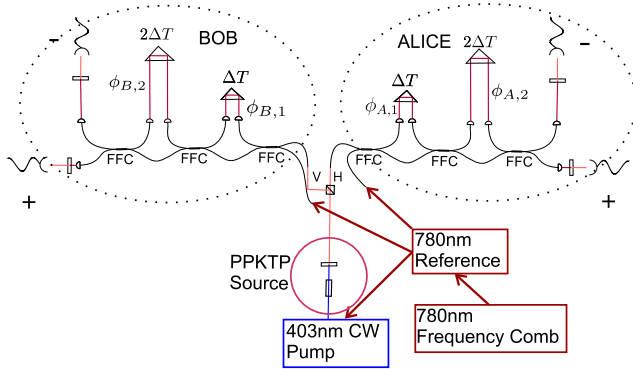 BOB
ALICE
-
2ΔT
ΔT
ϕB,2
ϕB,1
ΔT
2ΔT
ϕA,1
ϕA,2
-
FFC
FFC
FFC
FFC
FFC
FFC
+
+
V
H
PPKTP
Source
780nm
Reference
403nm CW
Pump
780nm
Frequency Comb